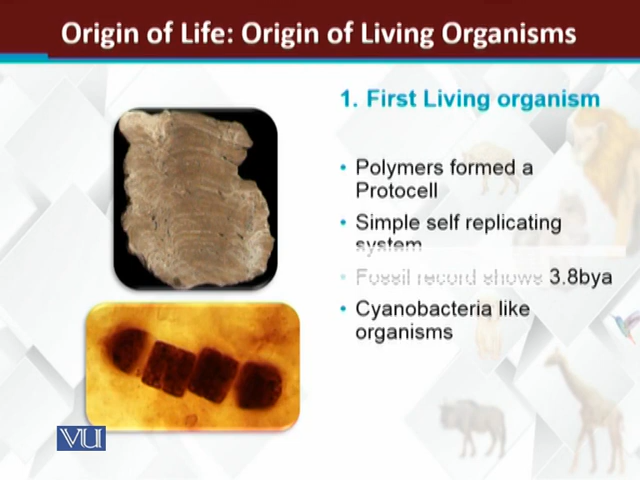 Origin of Life: Origin of Living Organisms
1. First Living organism
• Polymers formed a
Protocell
• Simple self replicating
system
• Fossil record shows 3.8bya
• Cyanobacteria like
organisms
VU